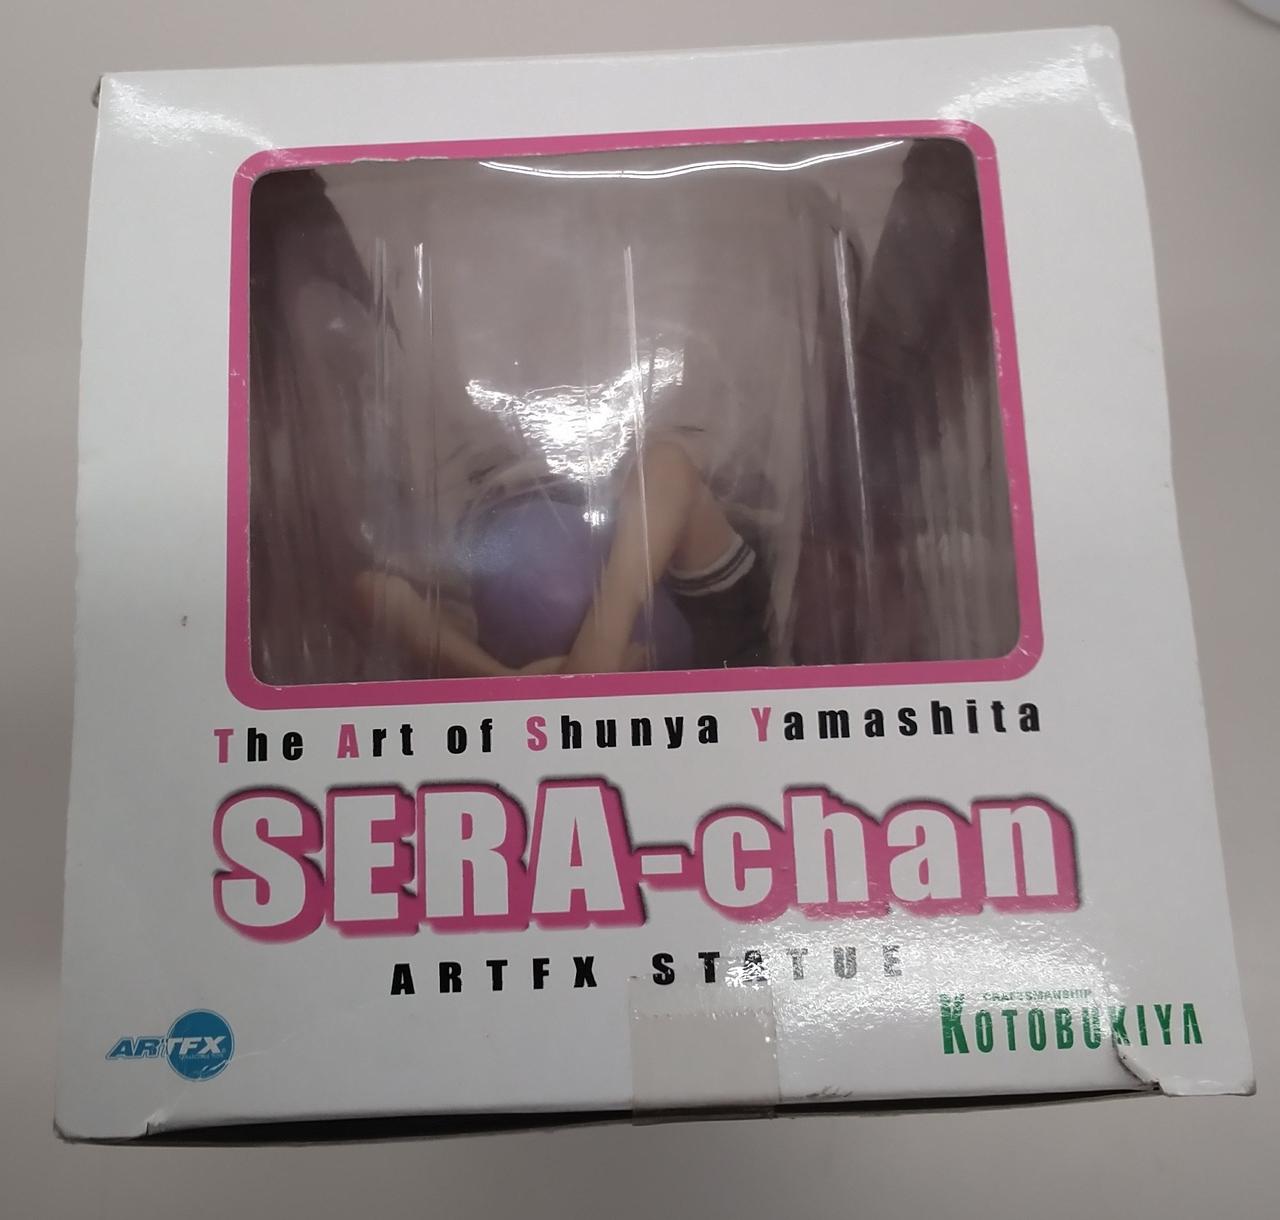 The Art of Shunya Yamashita
SERA-chan
ARTFX STATUE
ARTFX
CRAFTSMANSHIP
KOTOBUKIYA